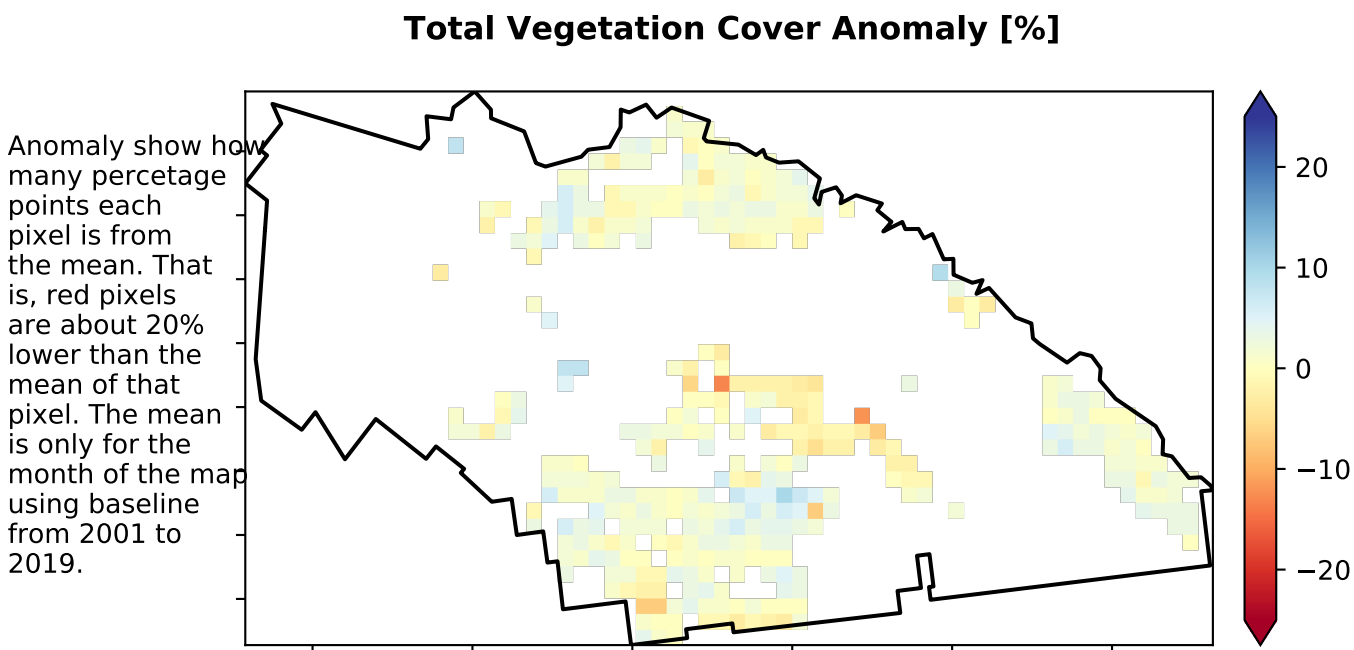 Total Vegetation Cover Anomaly [%]
Anomaly show how
many percetage
points each
pixel is from
the mean. That
is, red pixels
are about 20%
lower than the
mean of that
pixel. The mean
is only for the
month of the map
using baseline
from 2001 to
2019.
20
10
0
−10
−20